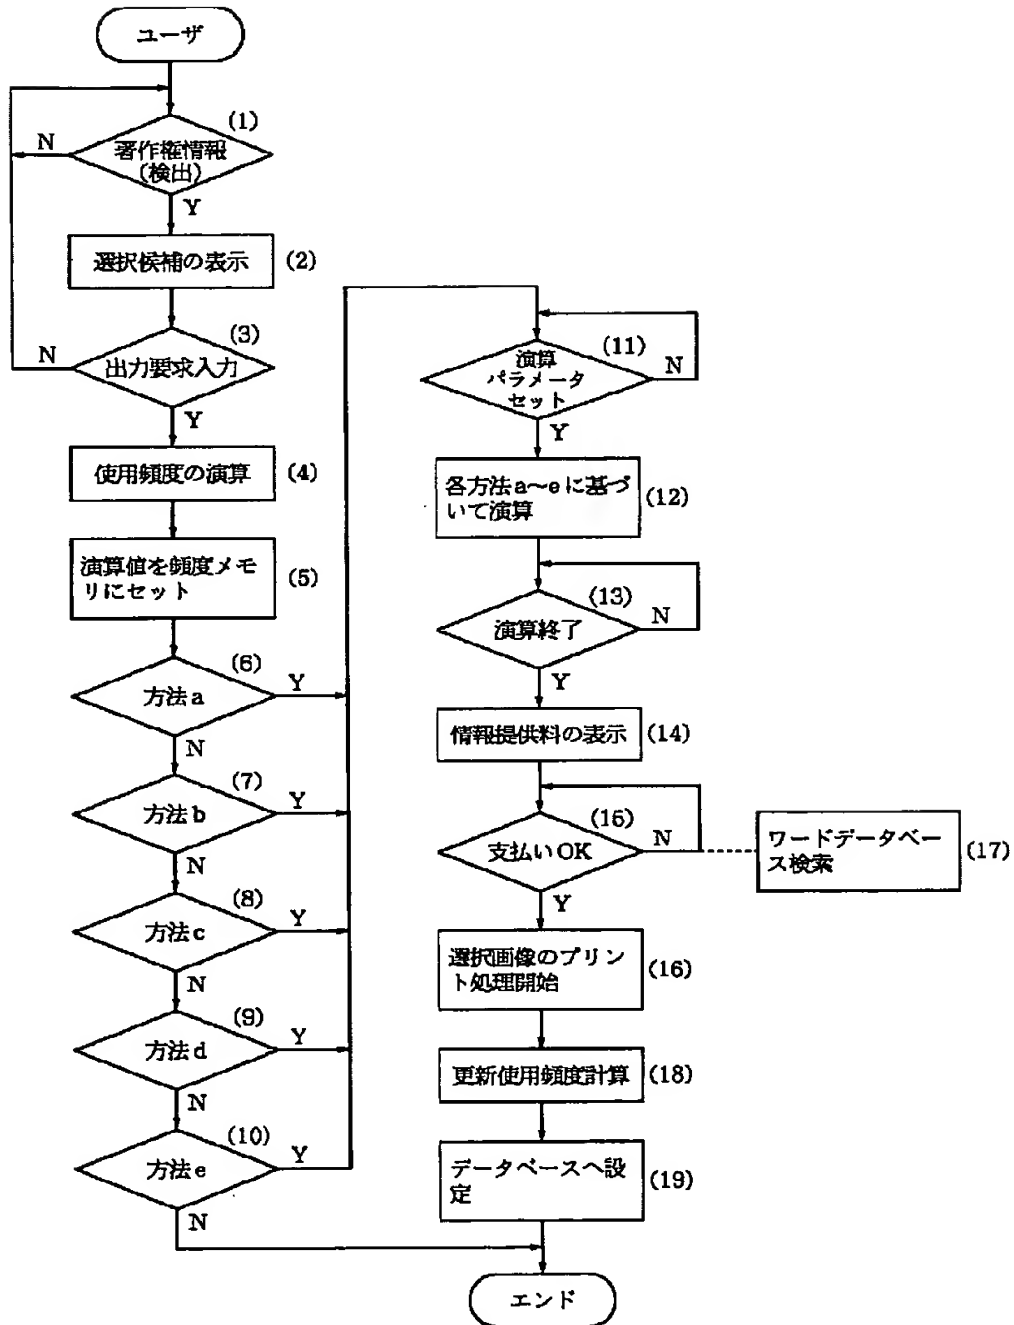 ユーザ
(1)
N
著作権情報
(検出)
Y
選択候補の表示
(2)
(3)
N
出力要求入力
Y
使用頻度の演算
(4)
演算値を頻度メモ
リにセット
(5)
(6)
方法a
Y
N
(7)
方法b
Y
N
(8)
方法c
Y
N
(9)
方法d
Y
N
(10)
方法e
Y
N
(11)
演算
パラメータ
セット
N
Y
各方法a〜eに基づ
いて演算
(12)
(13)
演算終了
N
Y
情報提供料の表示
(14)
(15)
支払いOK
N
Y
ワードデータベー
ス検索
(17)
選択画像のプリン
ト処理開始
(16)
更新使用頻度計算
(18)
データベースへ設
定
(19)
エンド